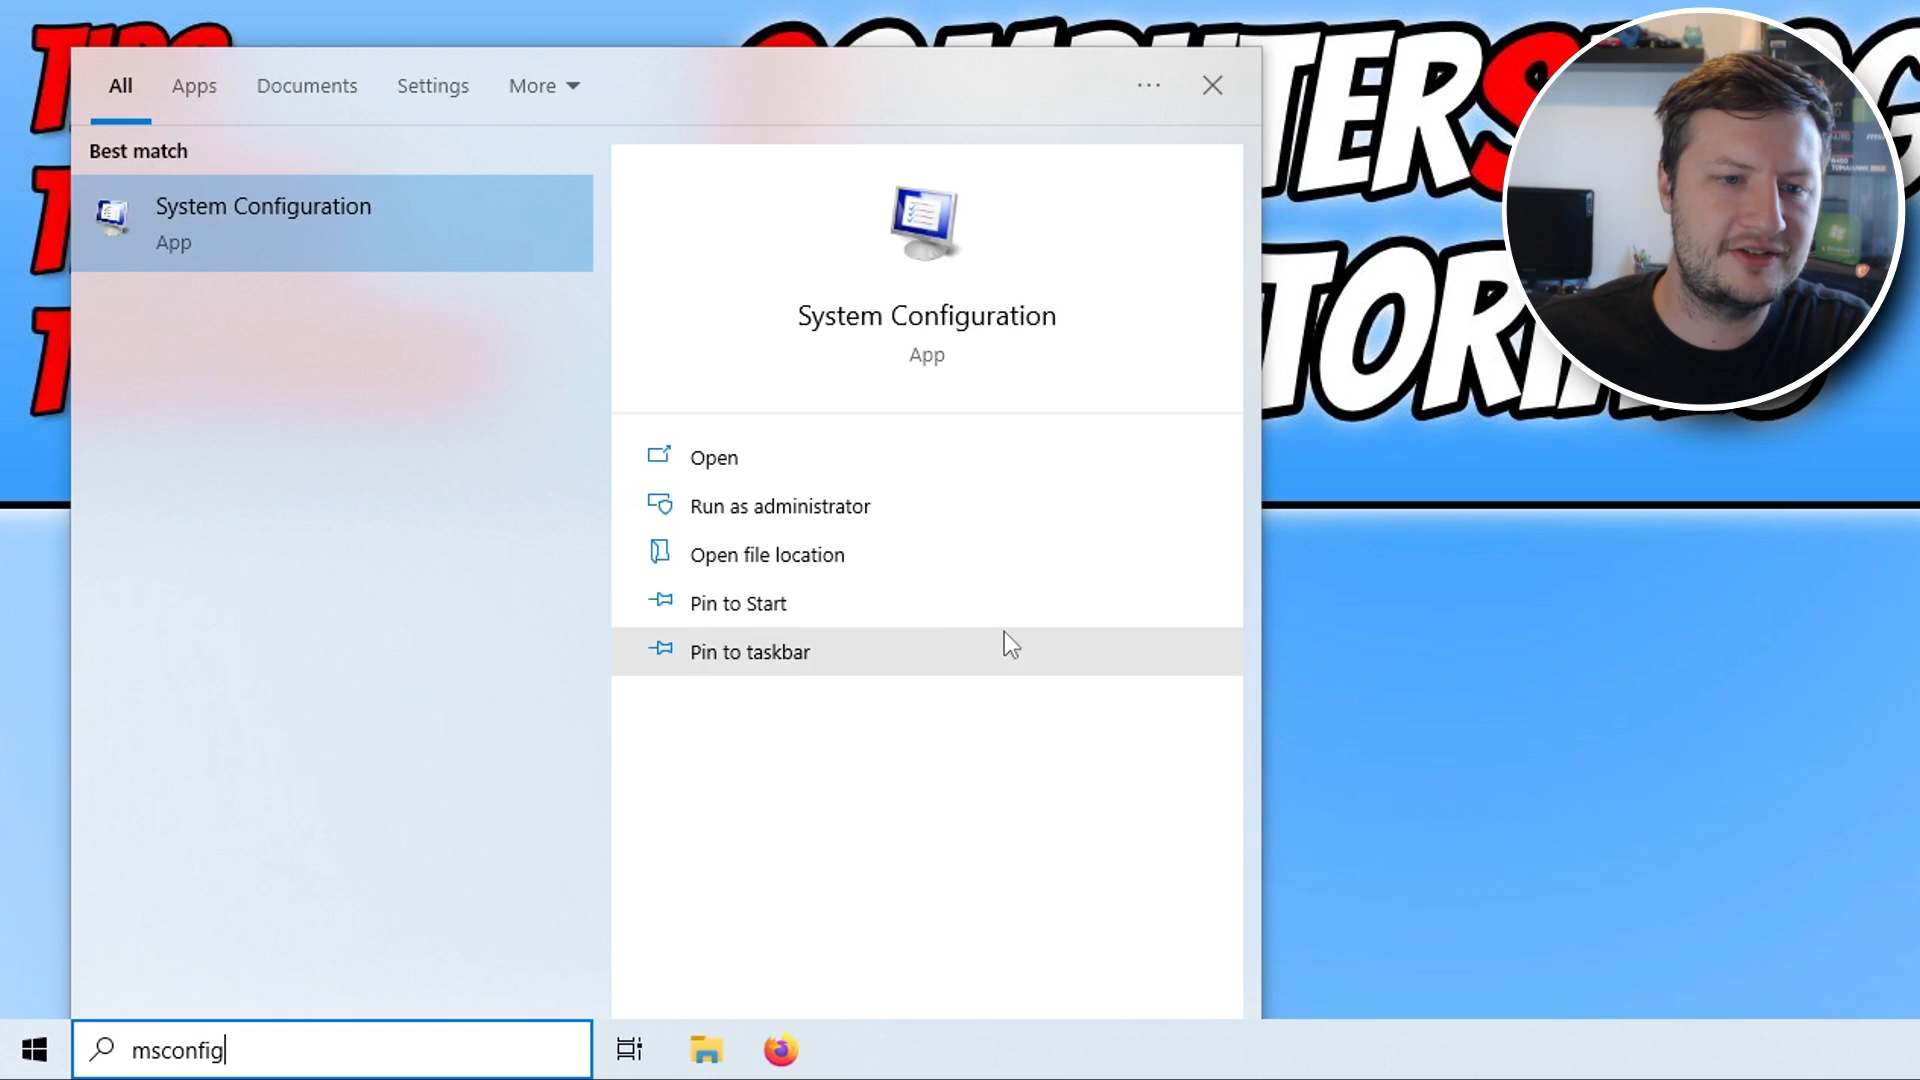 All Apps Documents Settings More
Best match
System Configuration
App
System Configuration
App
Open
Run as administrator
Open file location
Pin to Start
Pin to taskbar
msconfig